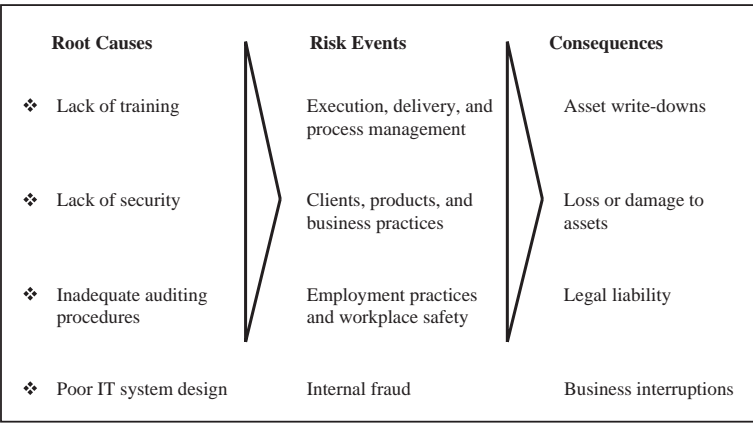 Root Causes Risk Events Consequences
❖ Lack of training Execution, delivery, and Asset write-downs
process management
❖ Lack of security Clients, products, and Loss or damage to
business practices assets
❖ Inadequate auditing Employment practices Legal liability
procedures and workplace safety
❖ Poor IT system design Internal fraud Business interruptions